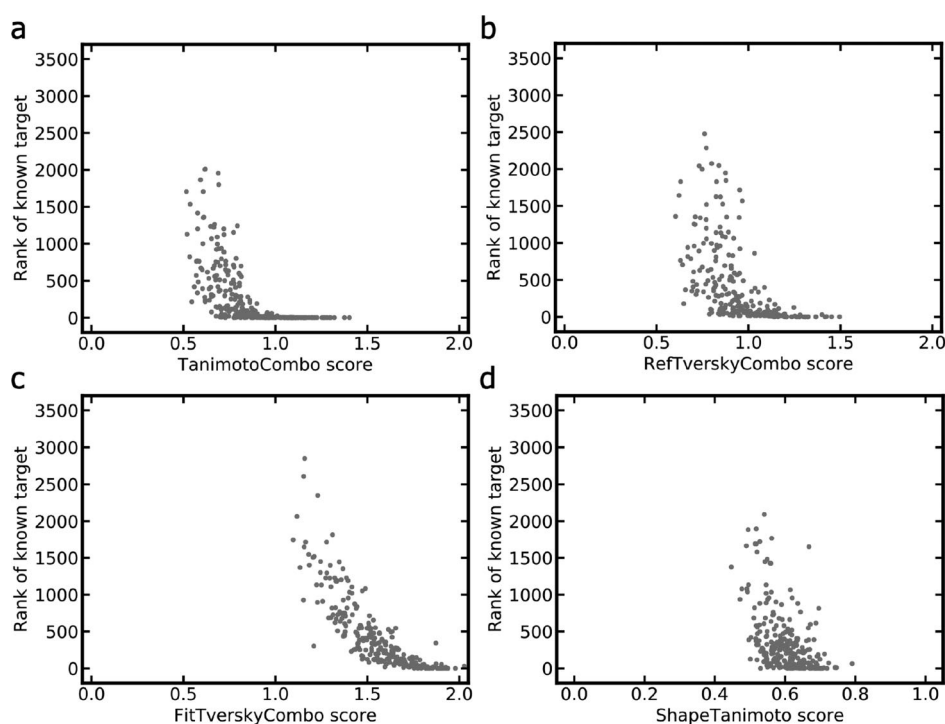 a
3500
3000
2500
2000
1500
1000
500
0
Rank of known target
0.0 0.5 1.0 1.5 2.0
TanimotoCombo score
b
3500
3000
2500
2000
1500
1000
500
0
Rank of known target
0.0 0.5 1.0 1.5 2.0
RefTverskyCombo score
c
3500
3000
2500
2000
1500
1000
500
0
Rank of known target
0.0 0.5 1.0 1.5 2.0
FitTverskyCombo score
d
3500
3000
2500
2000
1500
1000
500
0
Rank of known target
0.0 0.2 0.4 0.6 0.8 1.0
ShapeTanimoto score